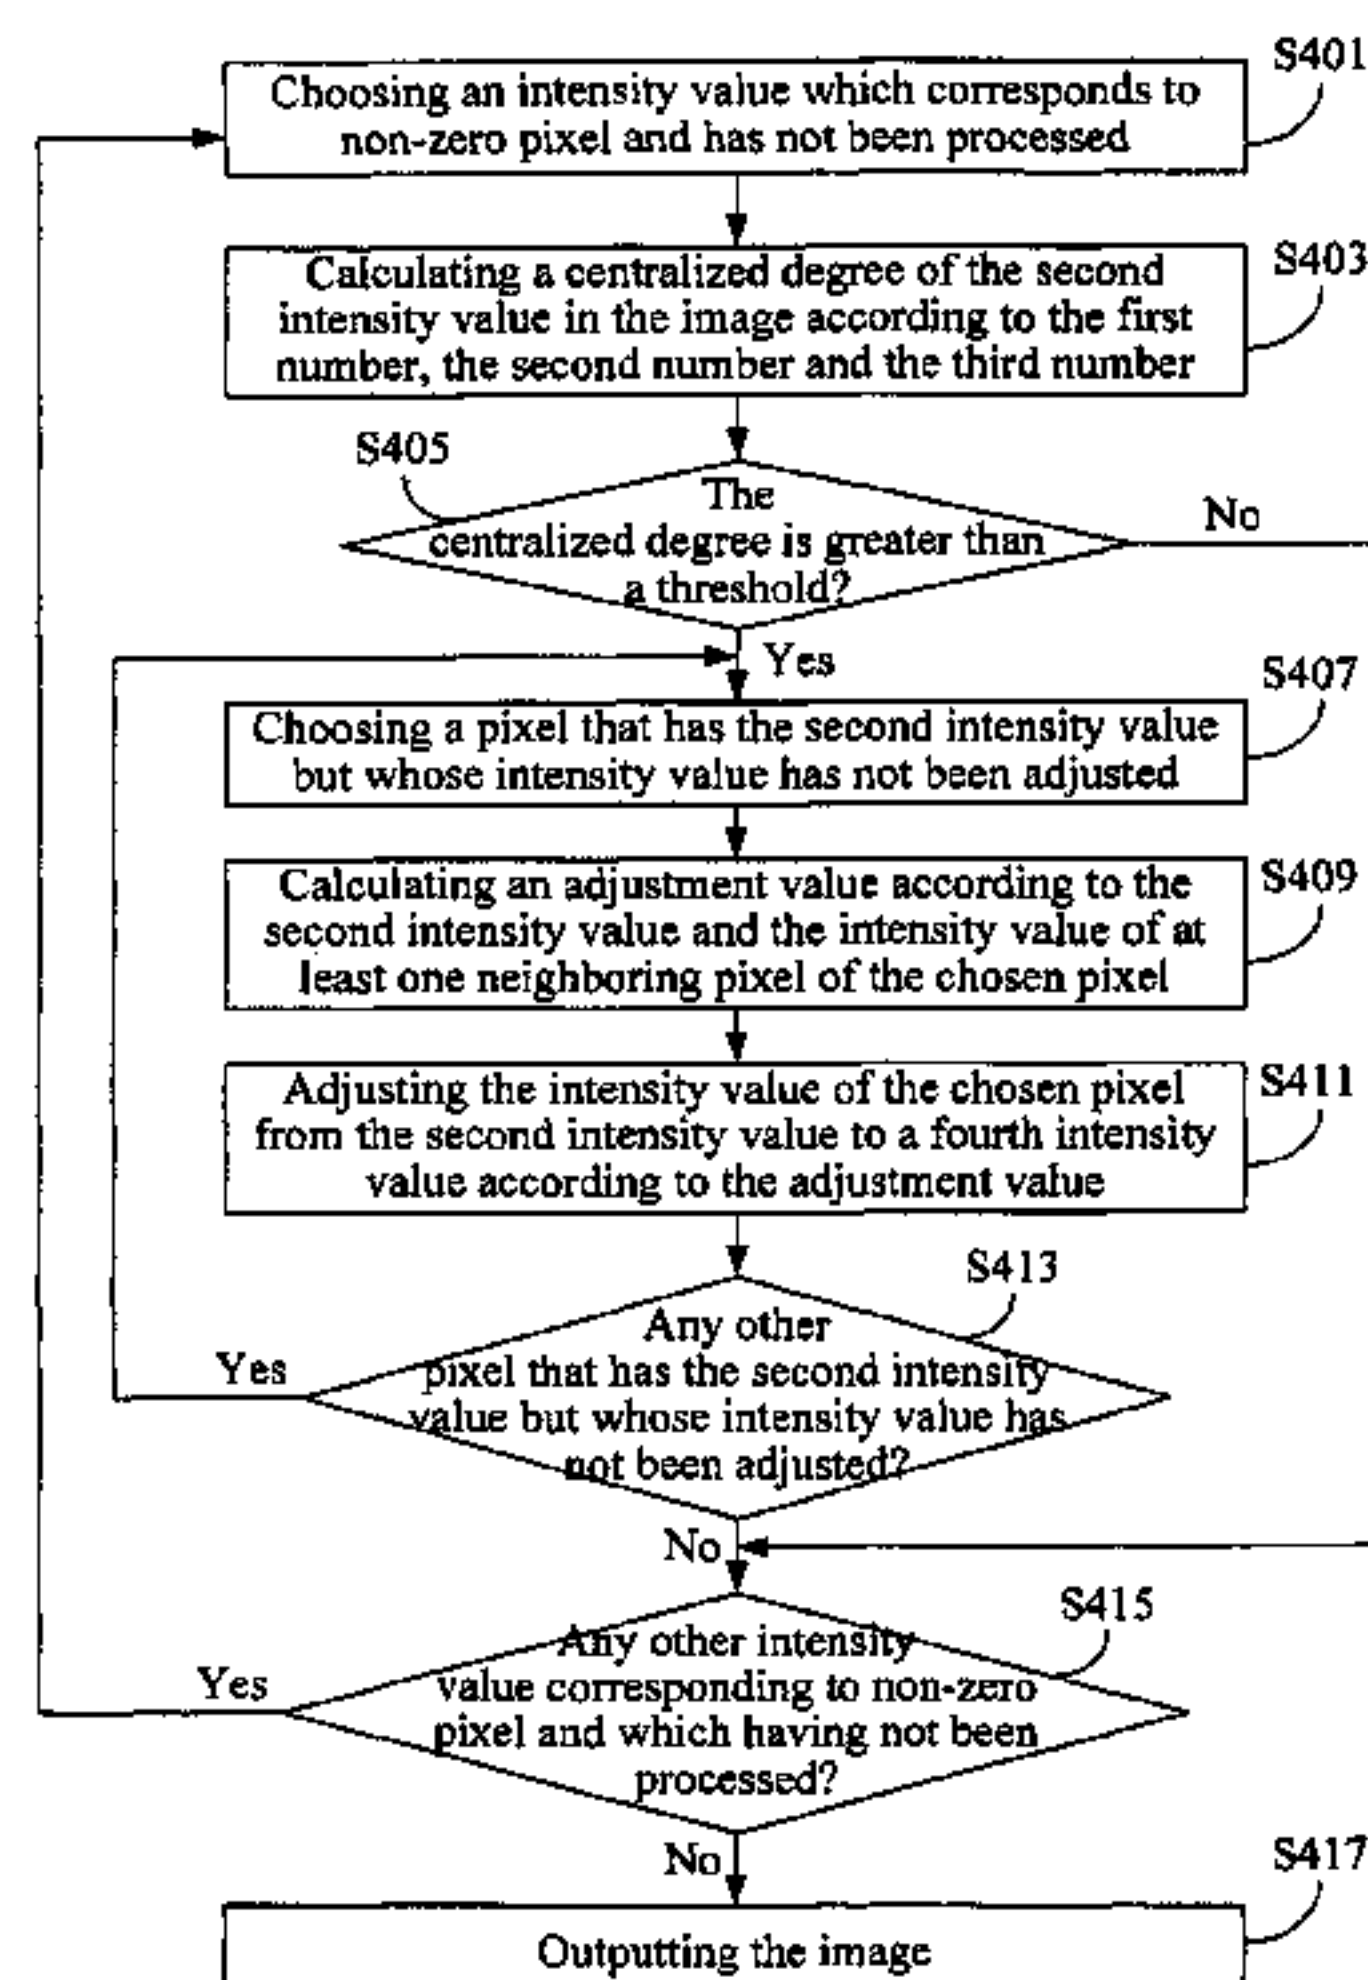 S401
Choosing an intensity value which corresponds to
non-zero pixel and has not been processed
S403
Calculating a centralized degree of the second
intensity value in the image according to the first
number, the second number and the third number
S405
The
centralized degree is greater than
a threshold?
No
Yes
S407
Choosing a pixel that has the second intensity value
but whose intensity value has not been adjusted
S409
Calculating an adjustment value according to the
second intensity value and the intensity value of at
least one neighboring pixel of the chosen pixel
S411
Adjusting the intensity value of the chosen pixel
from the second intensity value to a fourth intensity
value according to the adjustment value
S413
Any other
pixel that has the second intensity
value but whose intensity value has
not been adjusted?
Yes
No
S415
Any other intensity
value corresponding to non-zero
pixel and which having not been
processed?
Yes
No
S417
Outputting the image